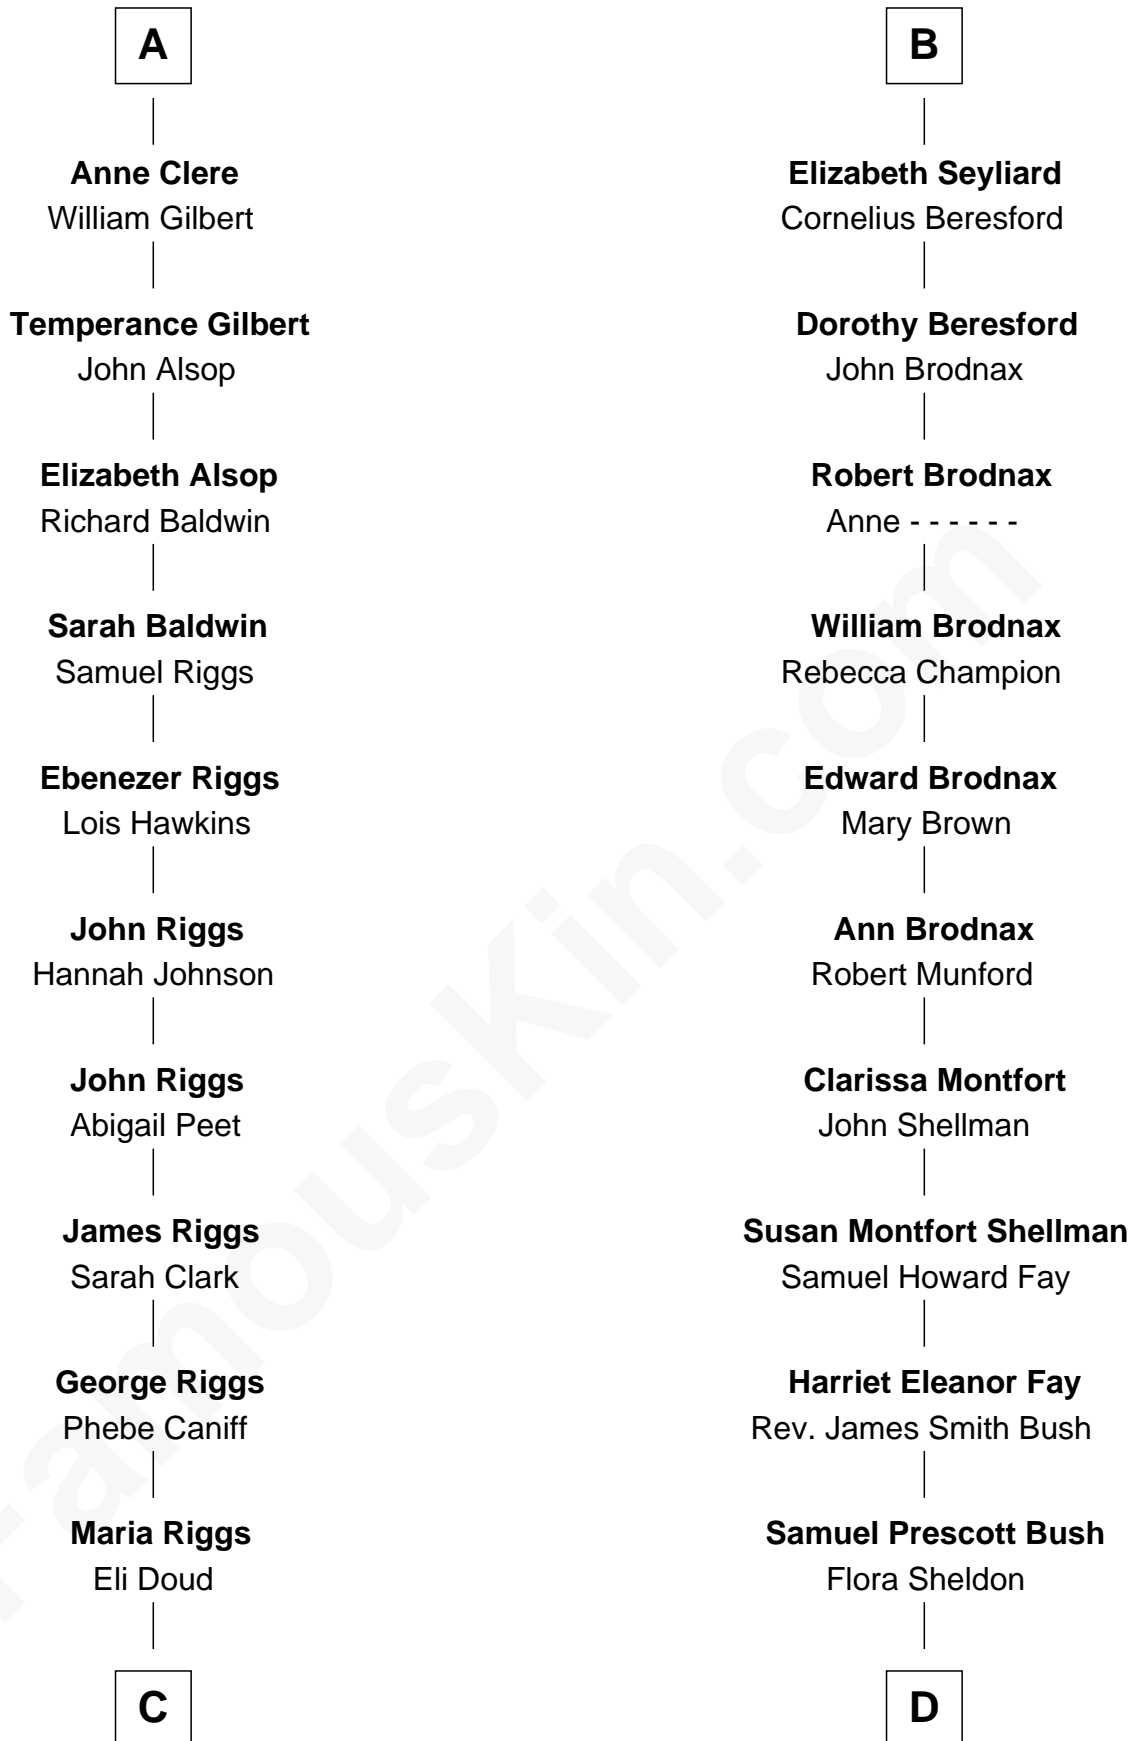 A
Anne Clere
William Gilbert
Temperance Gilbert
John Alsop
Elizabeth Alsop
Richard Baldwin
Sarah Baldwin
Samuel Riggs
Ebenezer Riggs
Lois Hawkins
John Riggs
Hannah Johnson
John Riggs
Abigail Peet
James Riggs
Sarah Clark
George Riggs
Phebe Caniff
Maria Riggs
Eli Doud
C
B
Elizabeth Seyliard
Cornelius Beresford
Dorothy Beresford
John Brodnax
Robert Brodnax
Anne - - - - - -
William Brodnax
Rebecca Champion
Edward Brodnax
Mary Brown
Ann Brodnax
Robert Munford
Clarissa Montfort
John Shellman
Susan Montfort Shellman
Samuel Howard Fay
Harriet Eleanor Fay
Rev. James Smith Bush
Samuel Prescott Bush
Flora Sheldon
D
FamousKin.com